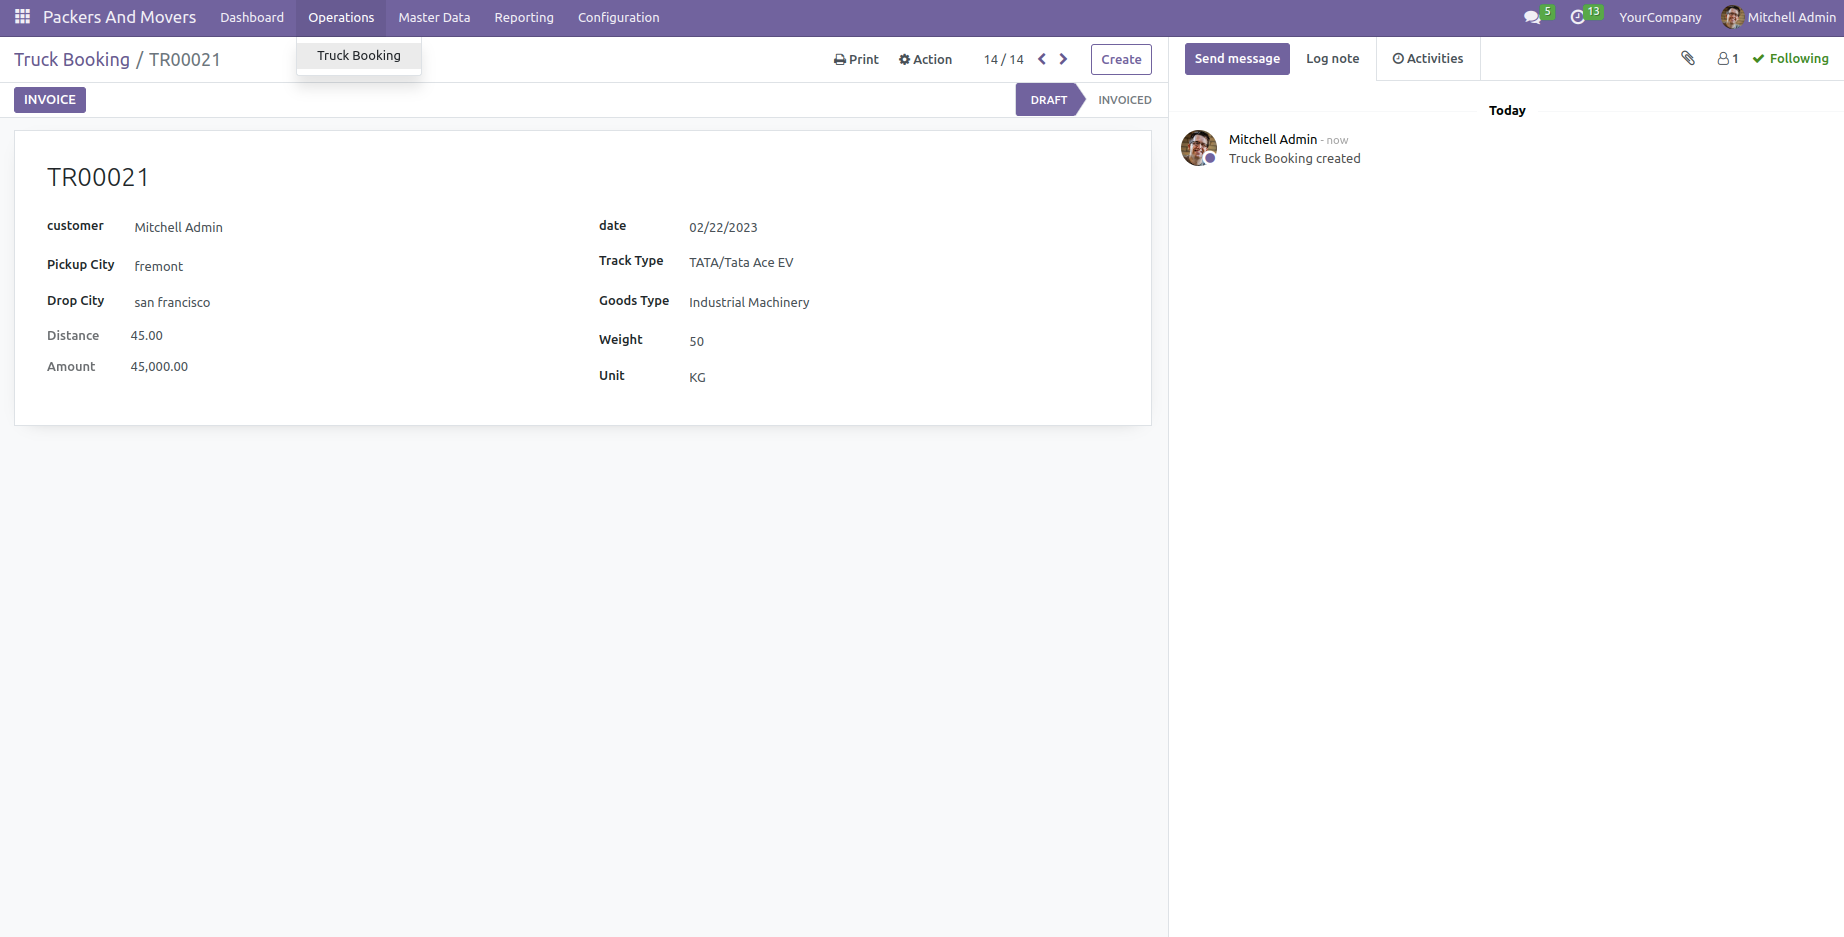 Packers And Movers Dashboard Operations Master Data Reporting Configuration 5 13 YourCompany Mitchell Admin
Truck Booking
Truck Booking / TR00021 Print Action 14 / 14 Create
Send message Log note Activities 1 Following
INVOICE DRAFT INVOICED
Today
Mitchell Admin - now
Truck Booking created
TR00021
customer Mitchell Admin
Pickup City fremont
Drop City san francisco
Distance 45.00
Amount 45,000.00
date 02/22/2023
Track Type TATA/Tata Ace EV
Goods Type Industrial Machinery
Weight 50
Unit KG